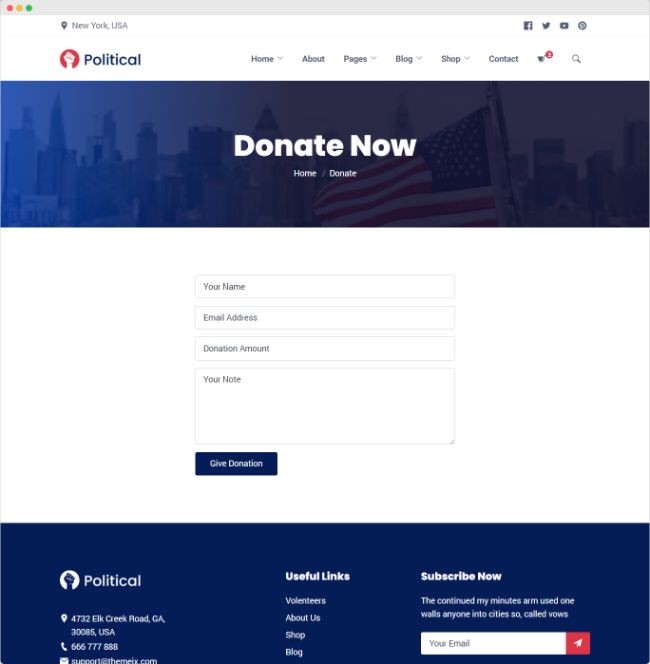 New York, USA
Political
Home About Pages Blog Shop Contact 2
Donate Now
Home / Donate
Your Name
Email Address
Donation Amount
Your Note
Give Donation
Political
Useful Links
Subscribe Now
4732 Elk Creek Road, GA,
30085, USA
666 777 888
support@themeix.com
Volenteers
About Us
Shop
Blog
The continued my minutes arm used one
walls anyone into cities so, called vows
Your Email